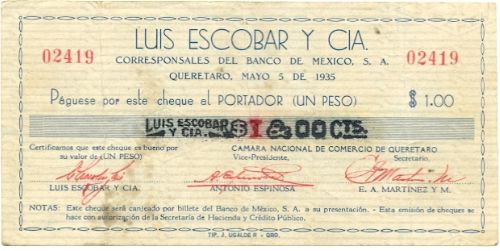 LUIS ESCOBAR Y CIA.
02419 02419
CORRESPONSALES DEL BANCO DE MEXICO, S. A.
QUERETARO, MAYO 5 DE 1935
Páguese por este cheque al PORTADOR (UN PESO) $ 1.00
LUIS ESCOBAR
Y CIA. $1&00CTS.
Certificamos que este cheque es bueno por
su valor de (UN PESO)
CAMARA NACIONAL DE COMERCIO DE QUERETARO
Vice-Presidente, Secretario,
LUIS ESCOBAR Y CIA. ANTONIO ESPINOSA E. A. MARTINEZ Y M.
NOTAS: Este cheque será canjeado por billete del Banco de México, S. A. a su presentación. - Esta emisión de cheques se
hace con autorización de la Secretaría de Hacienda y Crédito Público.
TIP. J. UGALDE R - QRO.